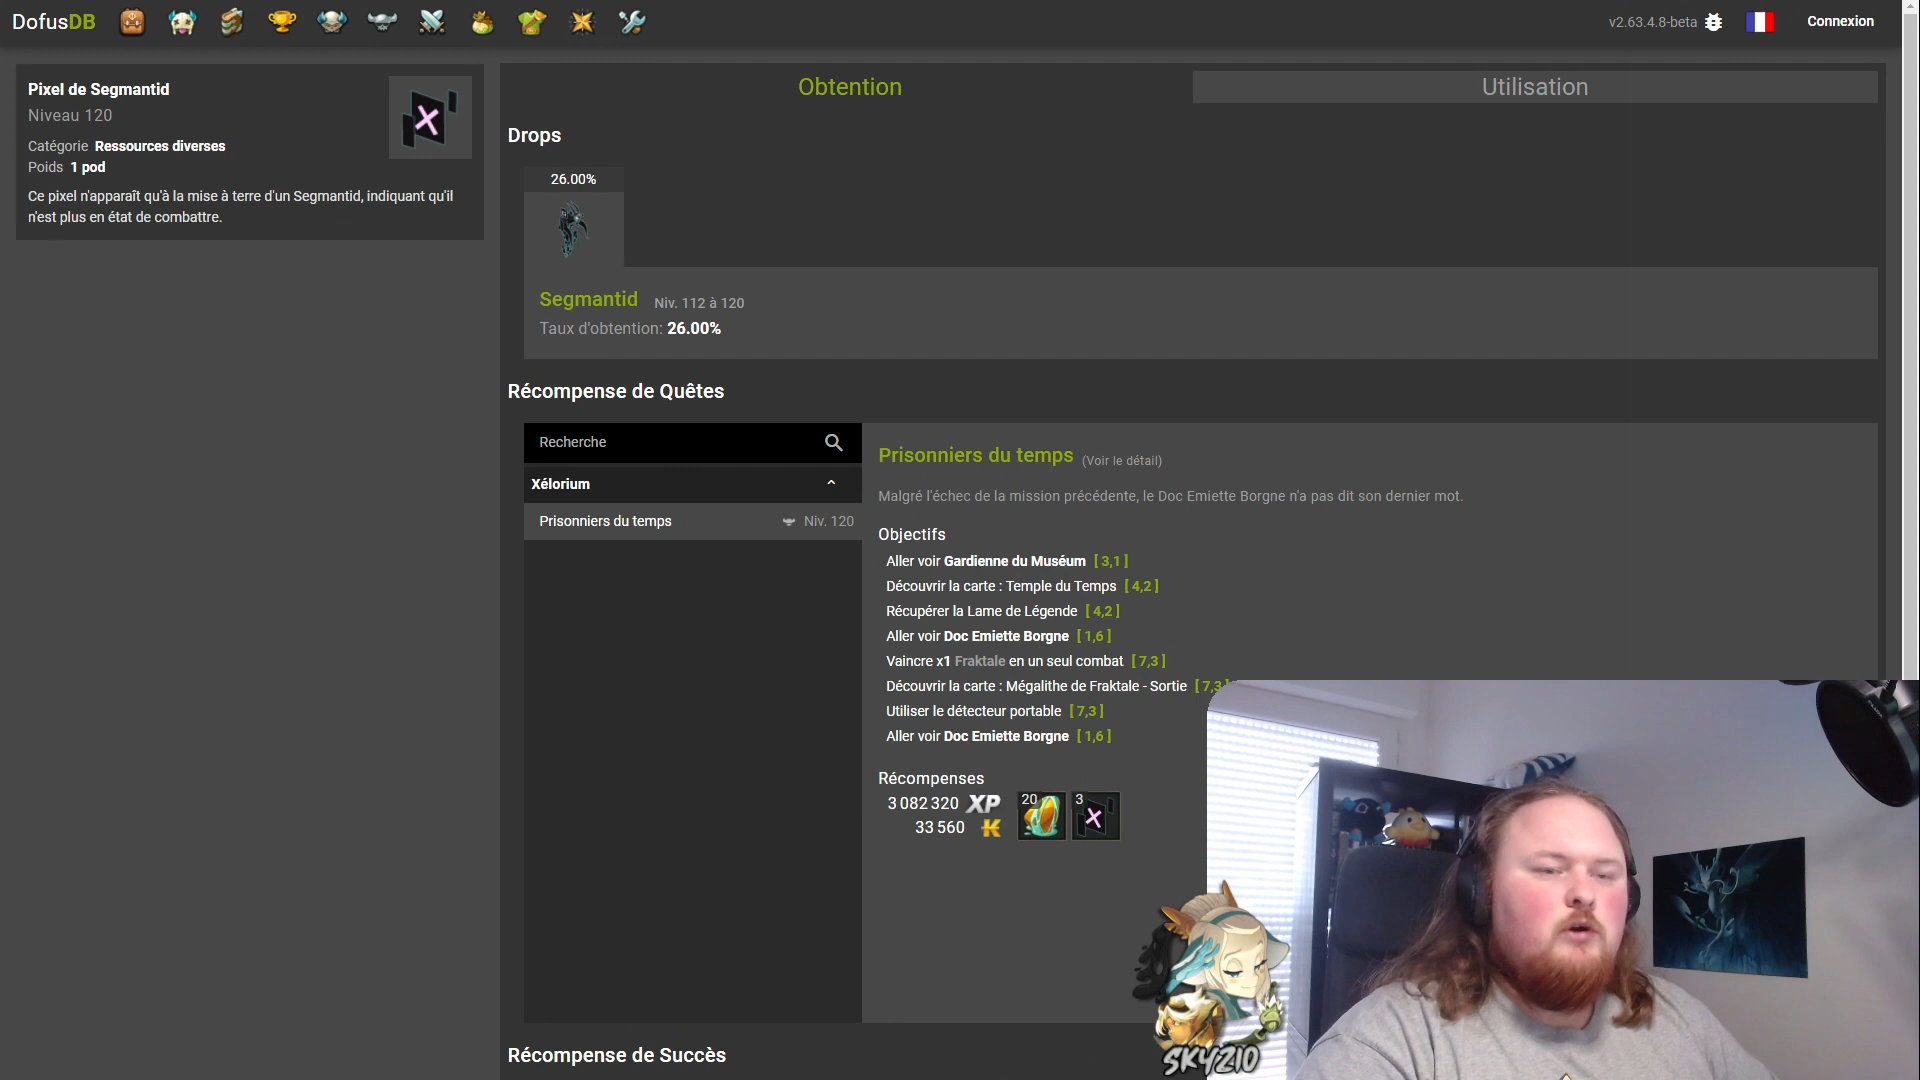 DofusDB
v2.63.4.8-beta
Connexion
Pixel de Segmantid
Niveau 120
Catégorie Ressources diverses
Poids 1 pod
Ce pixel n'apparaît qu'à la mise à terre d'un Segmantid, indiquant qu'il
n'est plus en état de combattre.
Obtention
Utilisation
Drops
26.00%
Segmantid Niv. 112 à 120
Taux d'obtention: 26.00%
Récompense de Quêtes
Recherche
Xélorium
Prisonniers du temps Niv. 120
Prisonniers du temps (Voir le détail)
Malgré l'échec de la mission précédente, le Doc Emiette Borgne n'a pas dit son dernier mot.
Objectifs
Aller voir Gardienne du Muséum [ 3,1 ]
Découvrir la carte : Temple du Temps [ 4,2 ]
Récupérer la Lame de Légende [ 4,2 ]
Aller voir Doc Emiette Borgne [ 1,6 ]
Vaincre x1 Fraktale en un seul combat [ 7,3 ]
Découvrir la carte : Mégalithe de Fraktale - Sortie [ 7,3 ]
Utiliser le détecteur portable [ 7,3 ]
Aller voir Doc Emiette Borgne [ 1,6 ]
Récompenses
3 082 320 XP
33 560 K
20
3
SKYZIO
Récompense de Succès